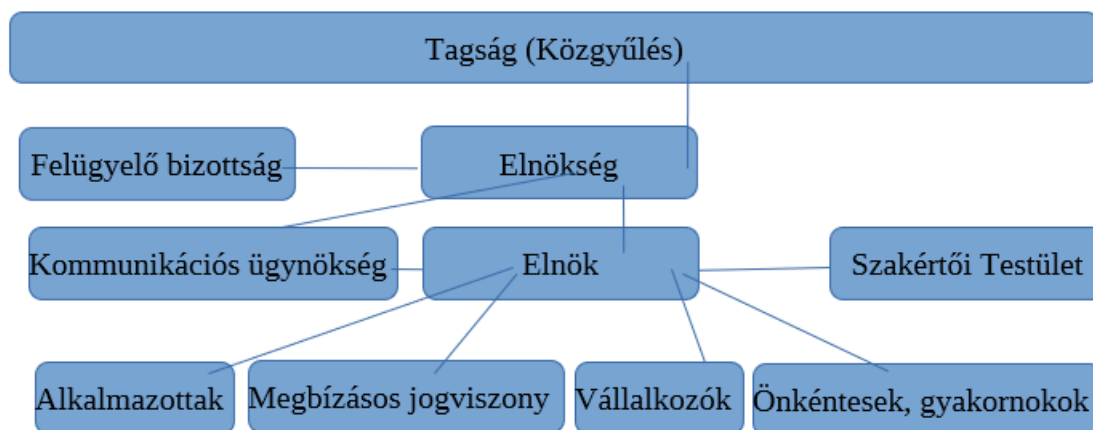 Tagság (Közgyűlés)
Felügyelő bizottság
Elnökség
Kommunikációs ügynökség
Elnök
Szakértői Testület
Alkalmazottak
Megbízásos jogviszony
Vállalkozók
Önkéntesek, gyakornokok